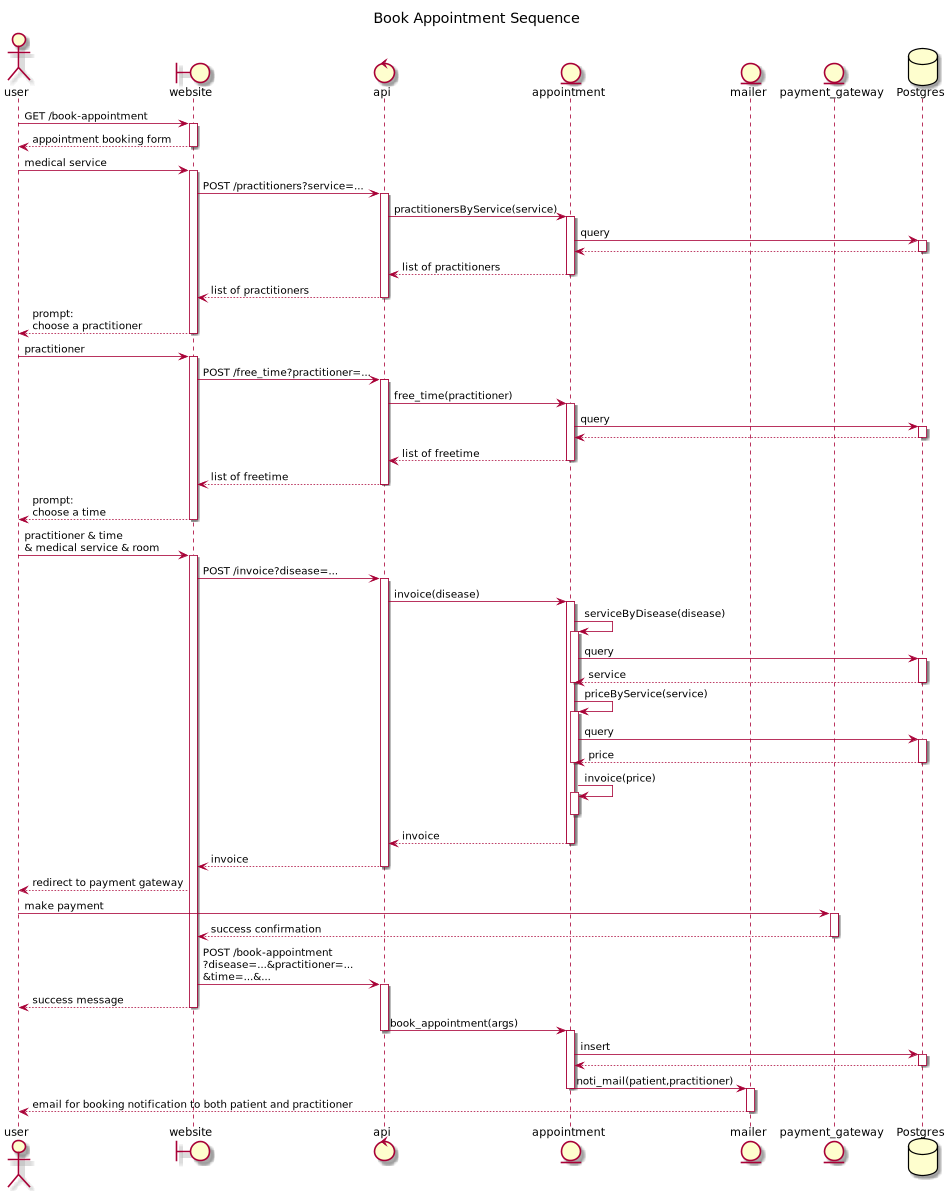 Book Appointment Sequence
user
website
api
appointment
mailer
payment_gateway
Postgres
GET /book-appointment
appointment booking form
medical service
POST /practitioners?service=...
practitionersByService(service)
query
list of practitioners
list of practitioners
prompt:
choose a practitioner
practitioner
POST /free_time?practitioner=...
free_time(practitioner)
query
list of freetime
list of freetime
prompt:
choose a time
practitioner & time
& medical service & room
POST /invoice?disease=...
invoice(disease)
serviceByDisease(disease)
query
service
priceByService(service)
query
price
invoice(price)
invoice
invoice
redirect to payment gateway
make payment
success confirmation
POST /book-appointment
?disease=...&practitioner=...
&time=...&...
success message
book_appointment(args)
insert
noti_mail(patient,practitioner)
email for booking notification to both patient and practitioner
user
website
api
appointment
mailer
payment_gateway
Postgres